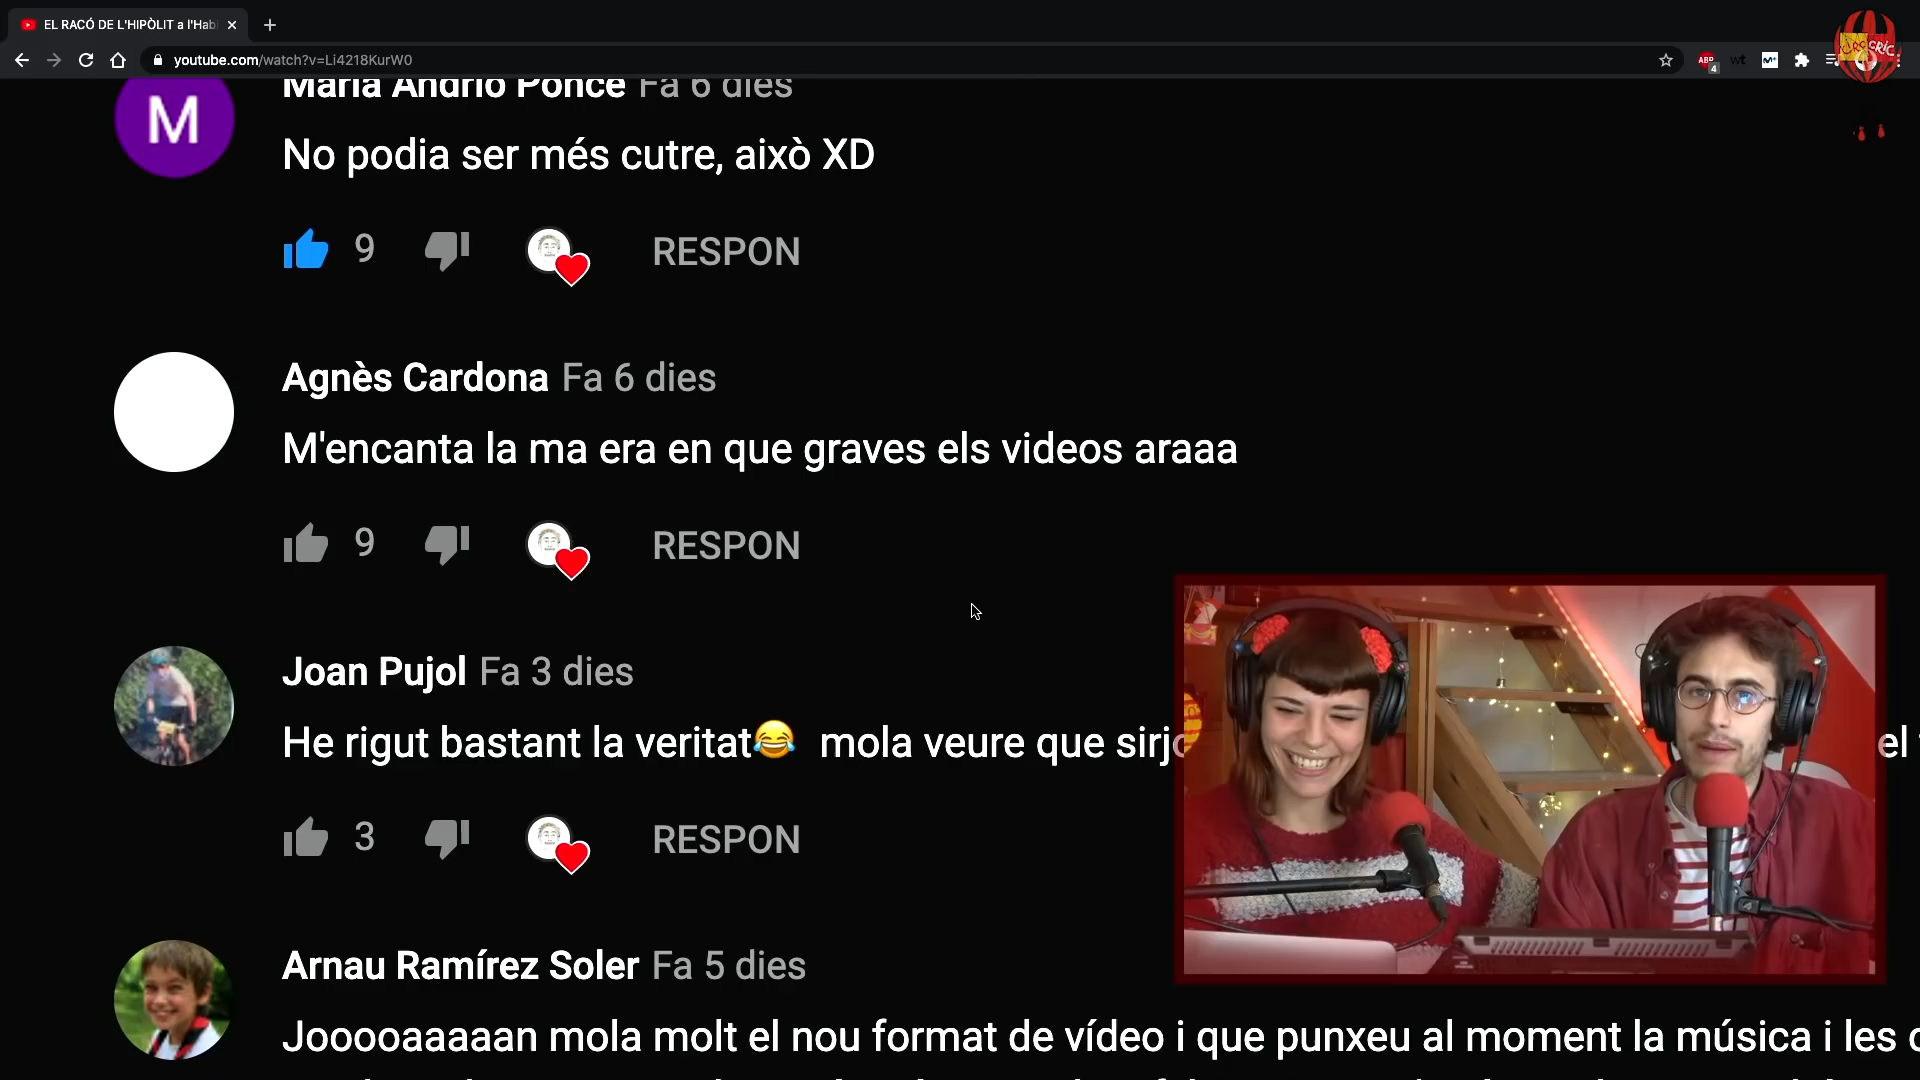 EL RACÓ DE L'HIPÒLIT a l'Hab
youtube.com/watch?v=Li4218KurW0
ABP
4
wt
M+
Maria Andrio Ponce Fa 6 dies
M
No podia ser més cutre, això XD
9
RESPON
Agnès Cardona Fa 6 dies
M'encanta la ma era en que graves els videos araaa
9
RESPON
Joan Pujol Fa 3 dies
He rigut bastant la veritat😂 mola veure que sirjo
el
3
RESPON
Arnau Ramírez Soler Fa 5 dies
Jooooaaaaan mola molt el nou format de vídeo i que punxeu al moment la música i les